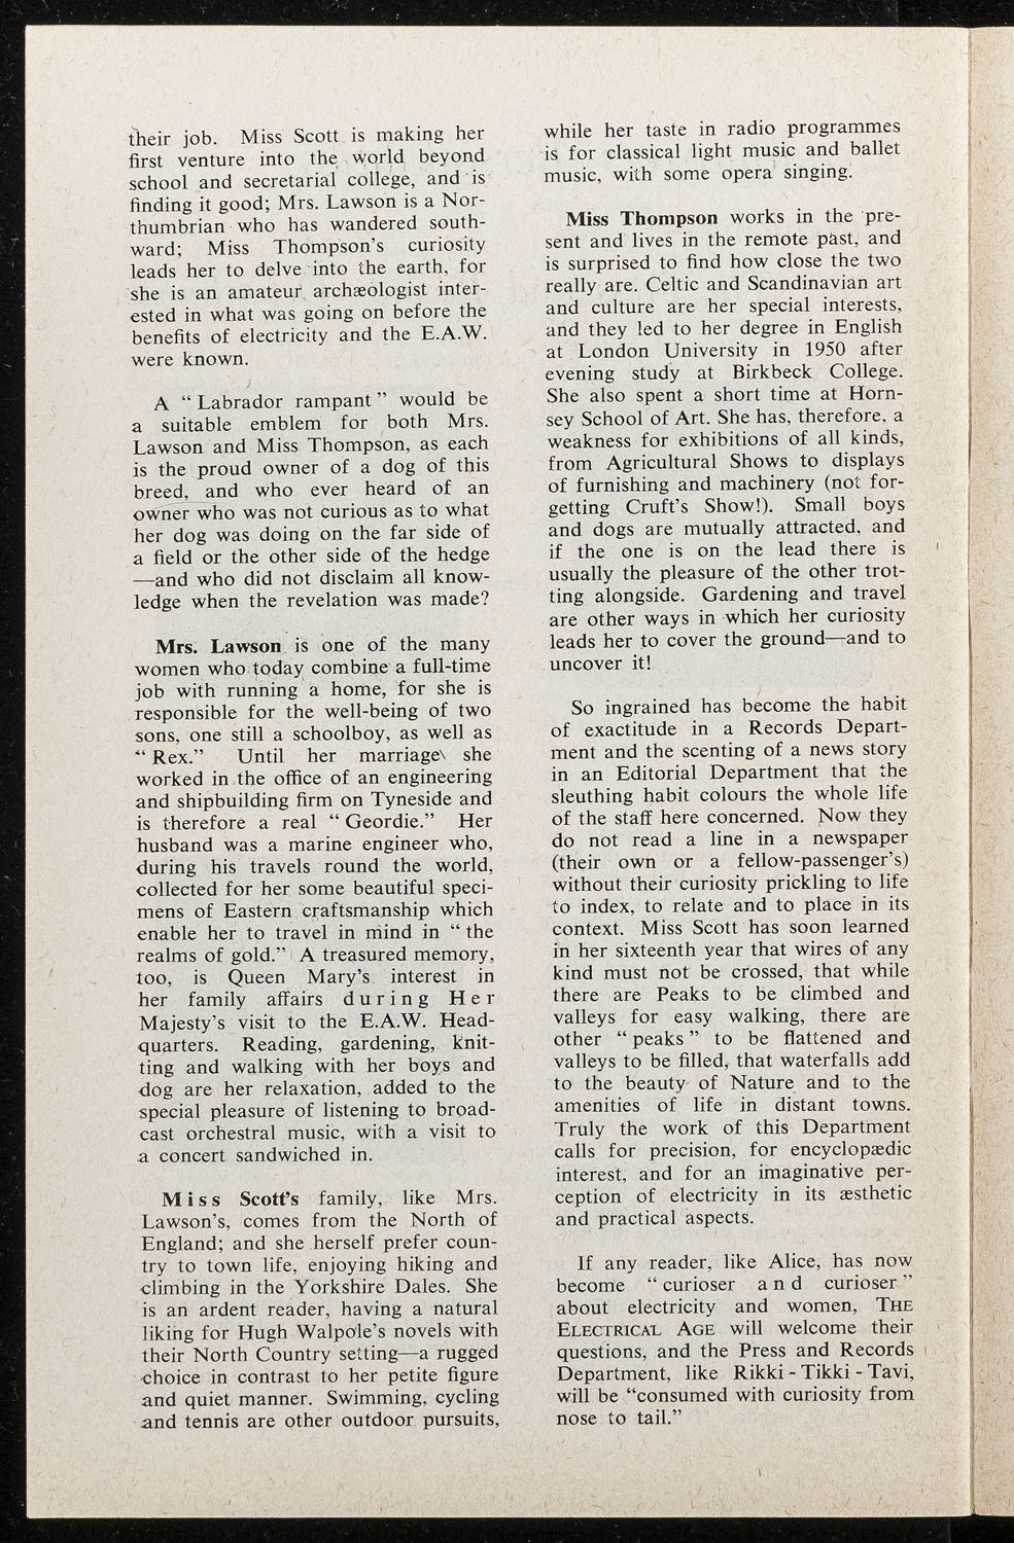 their job. Miss Scott is making her
first venture into the world beyond
school and secretarial college, and is
finding it good; Mrs. Lawson is a Nor-
thumbrian who has wandered south-
ward; Miss Thompson's curiosity
leads her to delve into the earth, for
she is an amateur archæologist inter-
ested in what was going on before the
benefits of electricity and the E.A.W.
were known.
A “Labrador rampant” would be
a suitable emblem for both Mrs.
Lawson and Miss Thompson, as each
is the proud owner of a dog of this
breed, and who ever heard of an
owner who was not curious as to what
her dog was doing on the far side of
a field or the other side of the hedge
—and who did not disclaim all know-
ledge when the revelation was made?
Mrs. Lawson is one of the many
women who today combine a full-time
job with running a home, for she is
responsible for the well-being of two
sons, one still a schoolboy, as well as
“Rex.” Until her marriage she
worked in the office of an engineering
and shipbuilding firm on Tyneside and
is therefore a real “Geordie.” Her
husband was a marine engineer who,
during his travels round the world,
collected for her some beautiful speci-
mens of Eastern craftsmanship which
enable her to travel in mind in “the
realms of gold.” A treasured memory,
too, is Queen Mary's interest in
her family affairs during Her
Majesty's visit to the E.A.W. Head-
quarters. Reading, gardening, knit-
ting and walking with her boys and
dog are her relaxation, added to the
special pleasure of listening to broad-
cast orchestral music, with a visit to
a concert sandwiched in.
Miss Scott's family, like Mrs.
Lawson's, comes from the North of
England; and she herself prefer coun-
try to town life, enjoying hiking and
climbing in the Yorkshire Dales. She
is an ardent reader, having a natural
liking for Hugh Walpole's novels with
their North Country setting—a rugged
choice in contrast to her petite figure
and quiet manner. Swimming, cycling
and tennis are other outdoor pursuits,
while her taste in radio programmes
is for classical light music and ballet
music, with some opera singing.
Miss Thompson works in the pre-
sent and lives in the remote past, and
is surprised to find how close the two
really are. Celtic and Scandinavian art
and culture are her special interests,
and they led to her degree in English
at London University in 1950 after
evening study at Birkbeck College.
She also spent a short time at Horn-
sey School of Art. She has, therefore, a
weakness for exhibitions of all kinds,
from Agricultural Shows to displays
of furnishing and machinery (not for-
getting Cruft's Show!). Small boys
and dogs are mutually attracted, and
if the one is on the lead there is
usually the pleasure of the other trot-
ting alongside. Gardening and travel
are other ways in which her curiosity
leads her to cover the ground—and to
uncover it!
So ingrained has become the habit
of exactitude in a Records Depart-
ment and the scenting of a news story
in an Editorial Department that the
sleuthing habit colours the whole life
of the staff here concerned. Now they
do not read a line in a newspaper
(their own or a fellow-passenger's)
without their curiosity prickling to life
to index, to relate and to place in its
context. Miss Scott has soon learned
in her sixteenth year that wires of any
kind must not be crossed, that while
there are Peaks to be climbed and
valleys for easy walking, there are
other “peaks” to be flattened and
valleys to be filled, that waterfalls add
to the beauty of Nature and to the
amenities of life in distant towns.
Truly the work of this Department
calls for precision, for encyclopædic
interest, and for an imaginative per-
ception of electricity in its æsthetic
and practical aspects.
If any reader, like Alice, has now
become “curioser and curioser”
about electricity and women, THE
ELECTRICAL AGE will welcome their
questions, and the Press and Records
Department, like Rikki-Tikki-Tavi,
will be “consumed with curiosity from
nose to tail.”